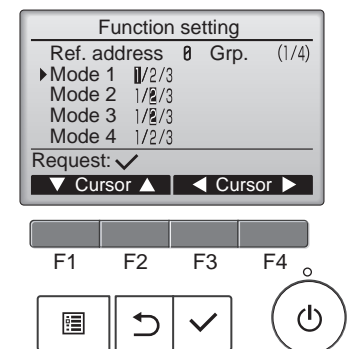 Function setting
Ref. address 0 Grp. (1/4)
Mode 1 1/2/3
Mode 2 1/2/3
Mode 3 1/2/3
Mode 4 1/2/3
Request: ✓
▼ Cursor ▲ ◀ Cursor ▶
F1 F2 F3 F4